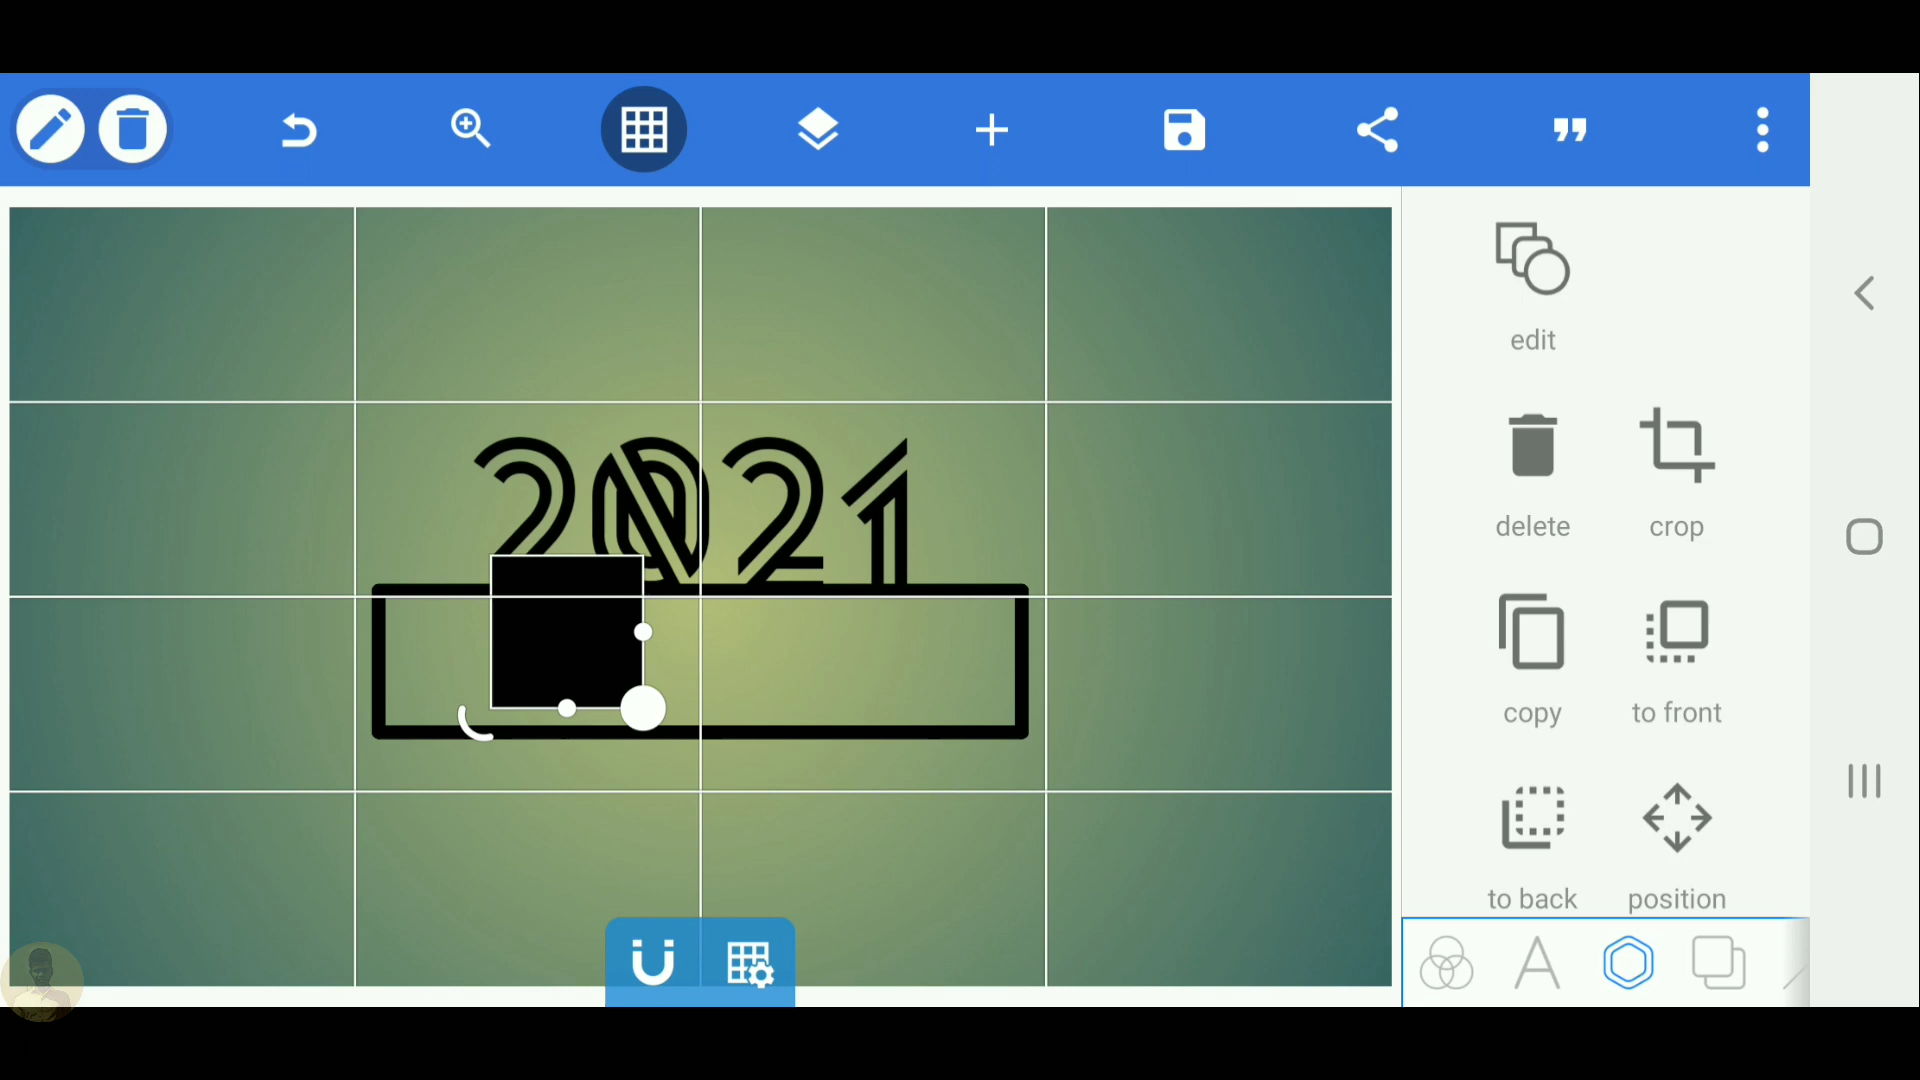 2021
edit
delete
crop
copy
to front
to back
position